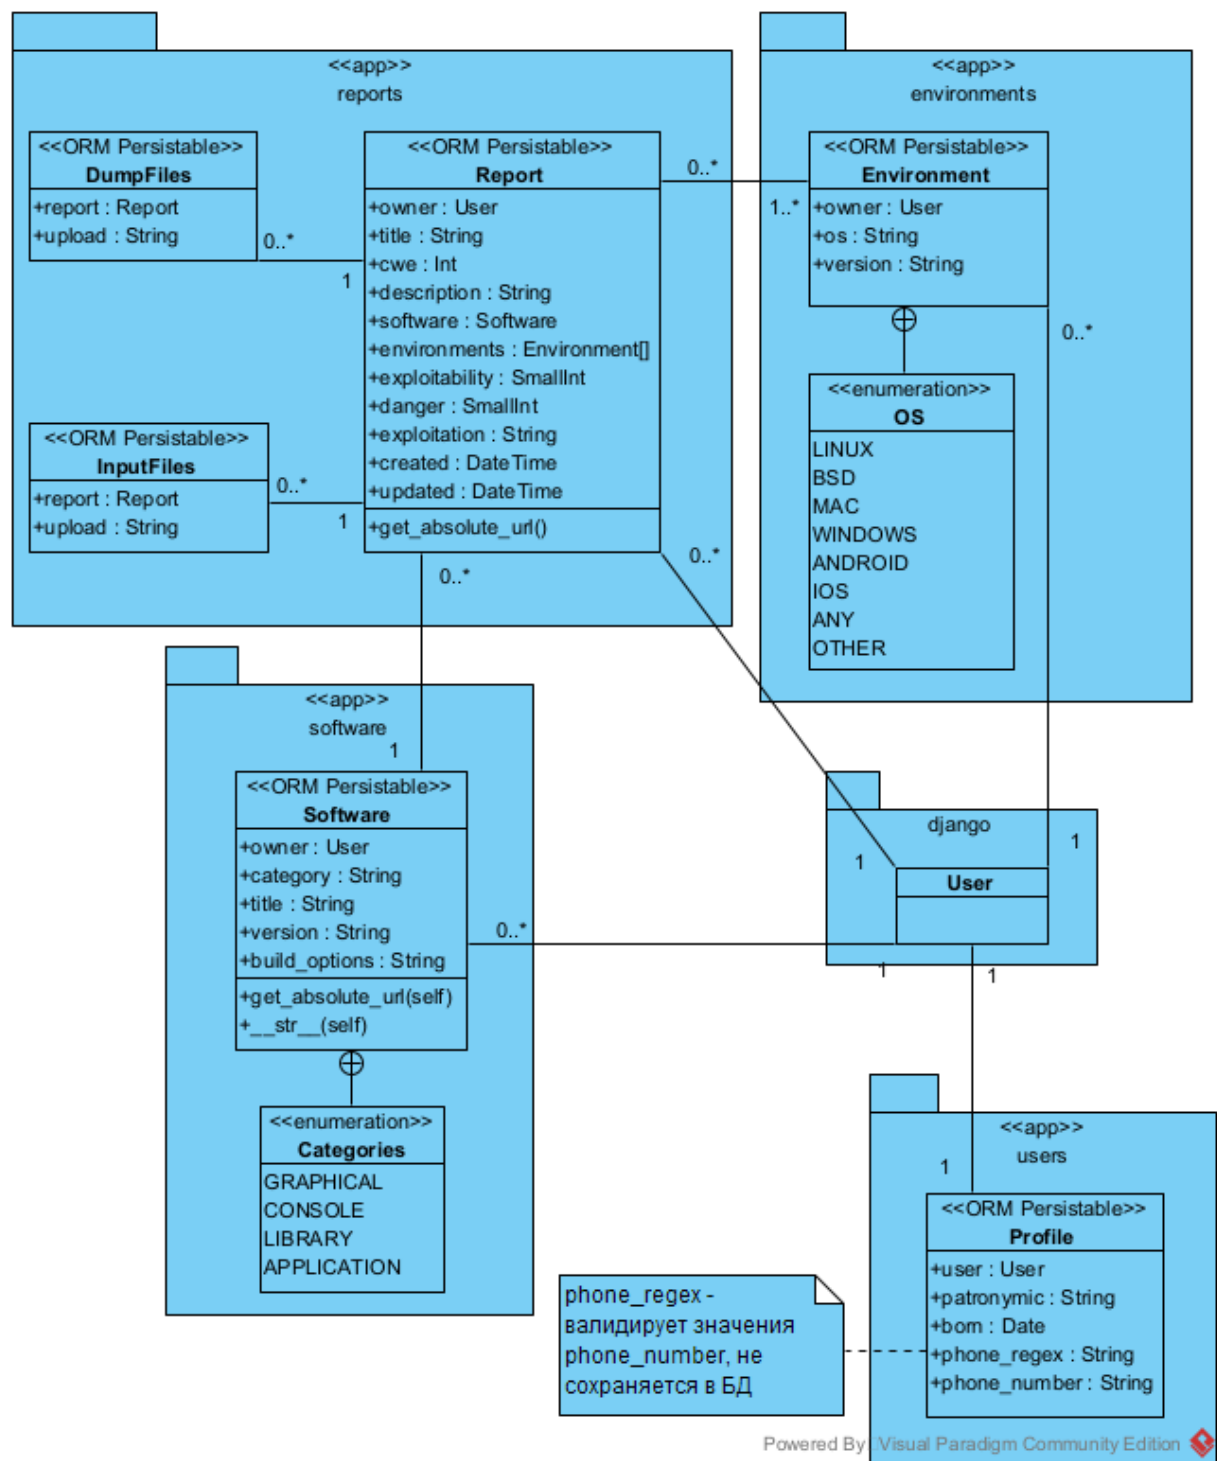 <<app>>
reports
<<ORM Persistable>>
DumpFiles
+report : Report
+upload : String
0..*
1
<<ORM Persistable>>
InputFiles
+report : Report
+upload : String
0..*
1
<<ORM Persistable>>
Report
+owner : User
+title : String
+cwe : Int
+description : String
+software : Software
+environments : Environment[]
+exploitability : SmallInt
+danger : SmallInt
+exploitation : String
+created : DateTime
+updated : DateTime
+get_absolute_url()
0..*
1..*
0..*
0..*
<<app>>
environments
<<ORM Persistable>>
Environment
+owner : User
+os : String
+version : String
0..*
<<enumeration>>
OS
LINUX
BSD
MAC
WINDOWS
ANDROID
IOS
ANY
OTHER
<<app>>
software
1
<<ORM Persistable>>
Software
+owner : User
+category : String
+title : String
+version : String
+build_options : String
+get_absolute_url(self)
+__str__(self)
0..*
<<enumeration>>
Categories
GRAPHICAL
CONSOLE
LIBRARY
APPLICATION
django
1
1
User
1
1
<<app>>
users
1
<<ORM Persistable>>
Profile
+user : User
+patronymic : String
+born : Date
+phone_regex : String
+phone_number : String
phone_regex -
валидирует значения
phone_number, не
сохраняется в БД
Powered By Visual Paradigm Community Edition